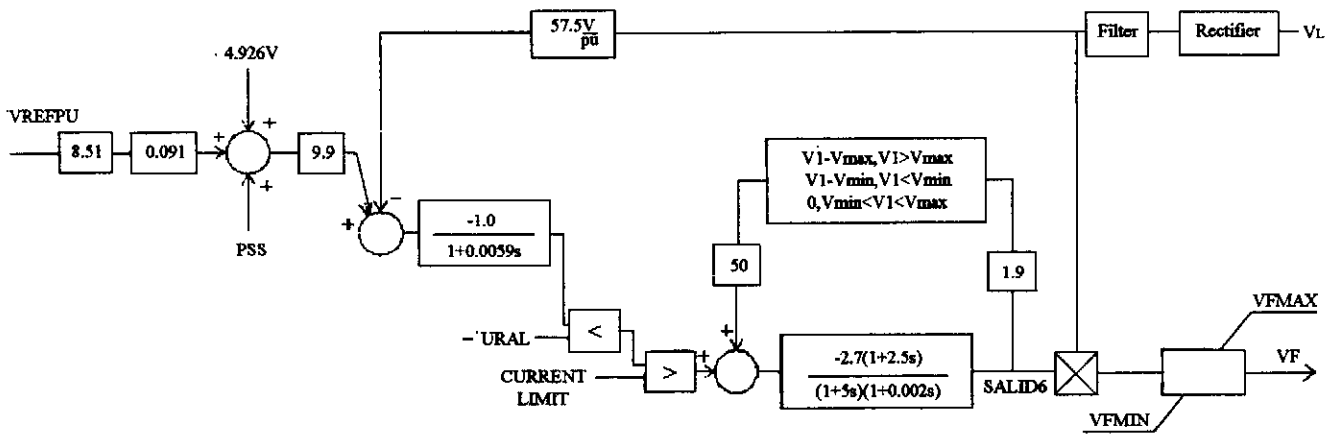 57.5V
pu
Filter
Rectifier
VL
4.926V
VREFPU
8.51
0.091
+
+
+
9.9
PSS
+
-
-1.0
1+0.0059s
V1-Vmax,V1>Vmax
V1-Vmin,V1<Vmin
0,Vmin<V1<Vmax
50
1.9
URAL
<
CURRENT
LIMIT
>
+
+
-2.7(1+2.5s)
(1+5s)(1+0.002s)
SALID6
VFMAX
VF
VFMIN